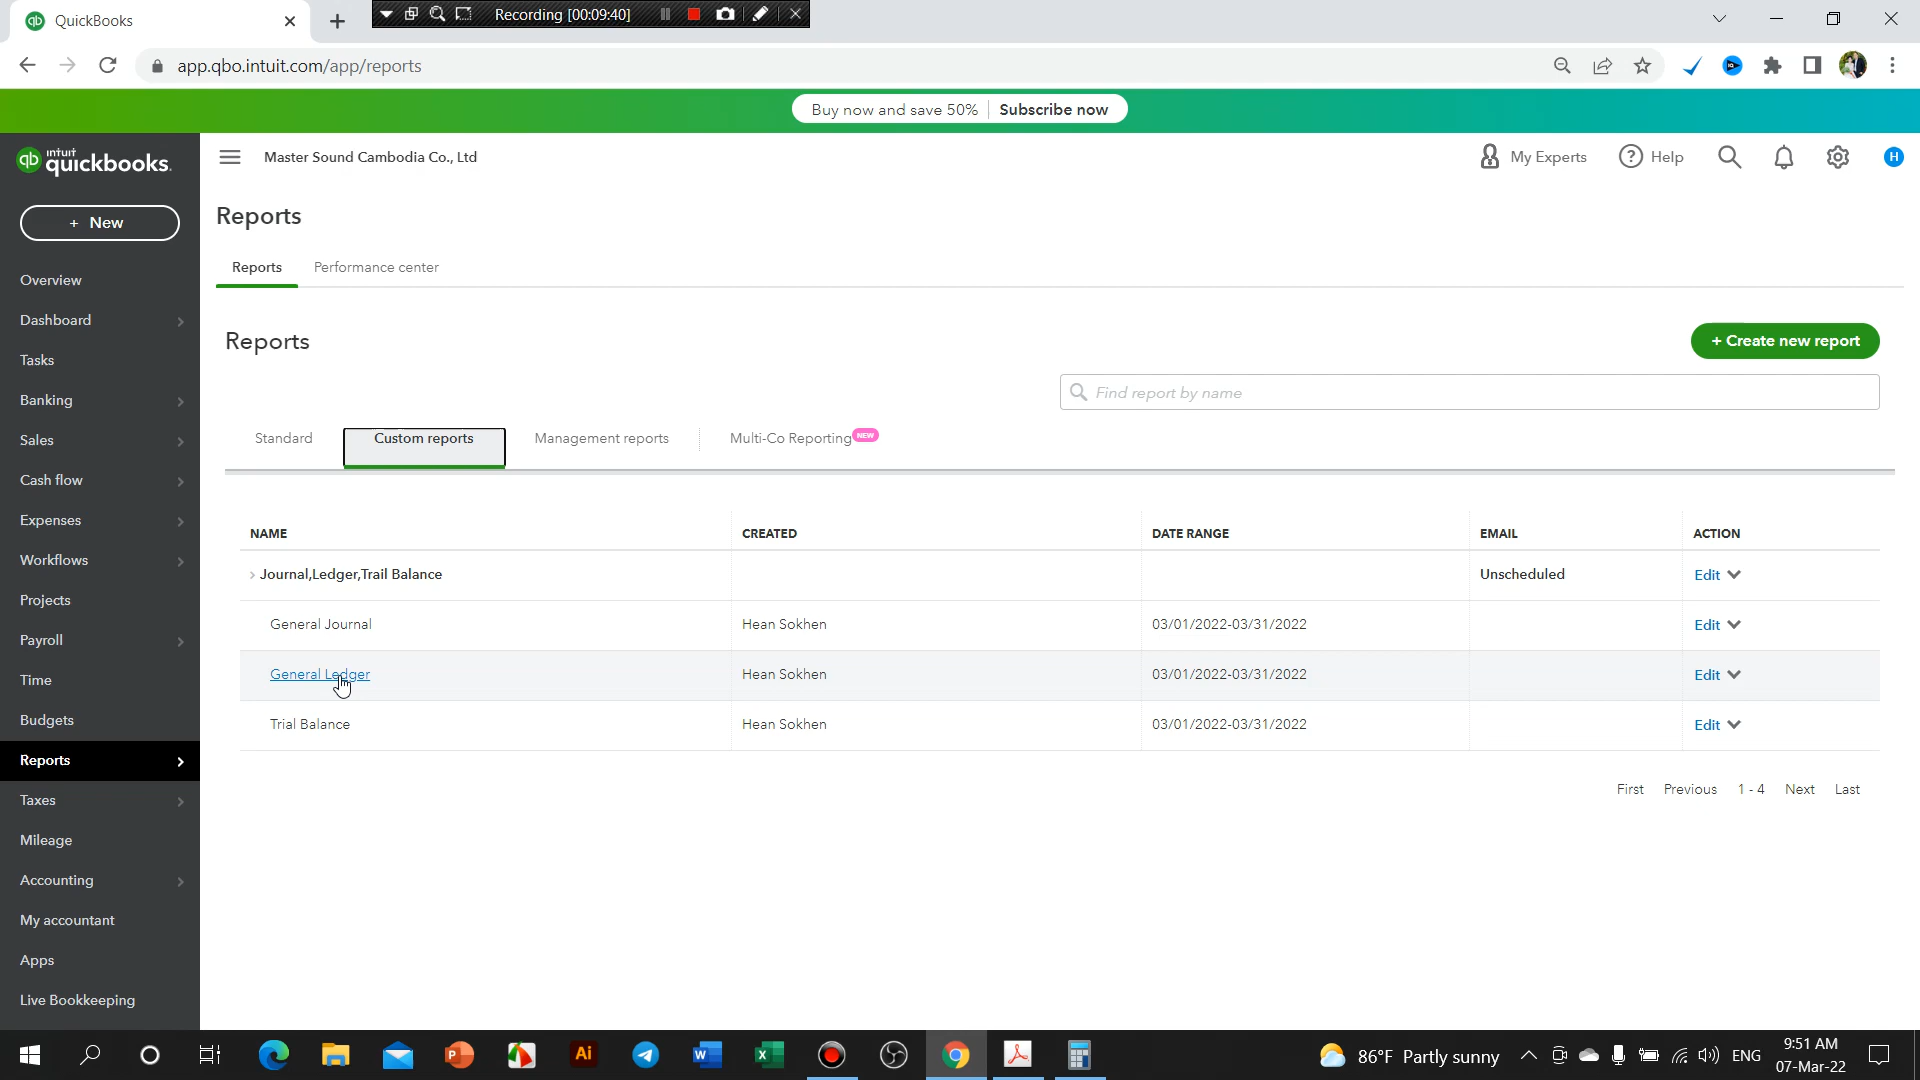 QuickBooks
Recording [00:09:40]
app.qbo.intuit.com/app/reports
Buy now and save 50% Subscribe now
qb intuit quickbooks.
Master Sound Cambodia Co., Ltd
My Experts
? Help
H
+ New
Reports
Reports Performance center
Overview
Dashboard
Tasks
Banking
Sales
Cash flow
Expenses
Workflows
Projects
Payroll
Time
Budgets
Reports
Taxes
Mileage
Accounting
My accountant
Apps
Live Bookkeeping
Reports
+ Create new report
Find report by name
Standard Custom reports Management reports Multi-Co Reporting NEW
NAME CREATED DATE RANGE EMAIL ACTION
Journal,Ledger,Trail Balance Unscheduled Edit
General Journal Hean Sokhen 03/01/2022-03/31/2022 Edit
General Ledger Hean Sokhen 03/01/2022-03/31/2022 Edit
Trial Balance Hean Sokhen 03/01/2022-03/31/2022 Edit
First Previous 1 - 4 Next Last
86°F Partly sunny
ENG
9:51 AM
07-Mar-22